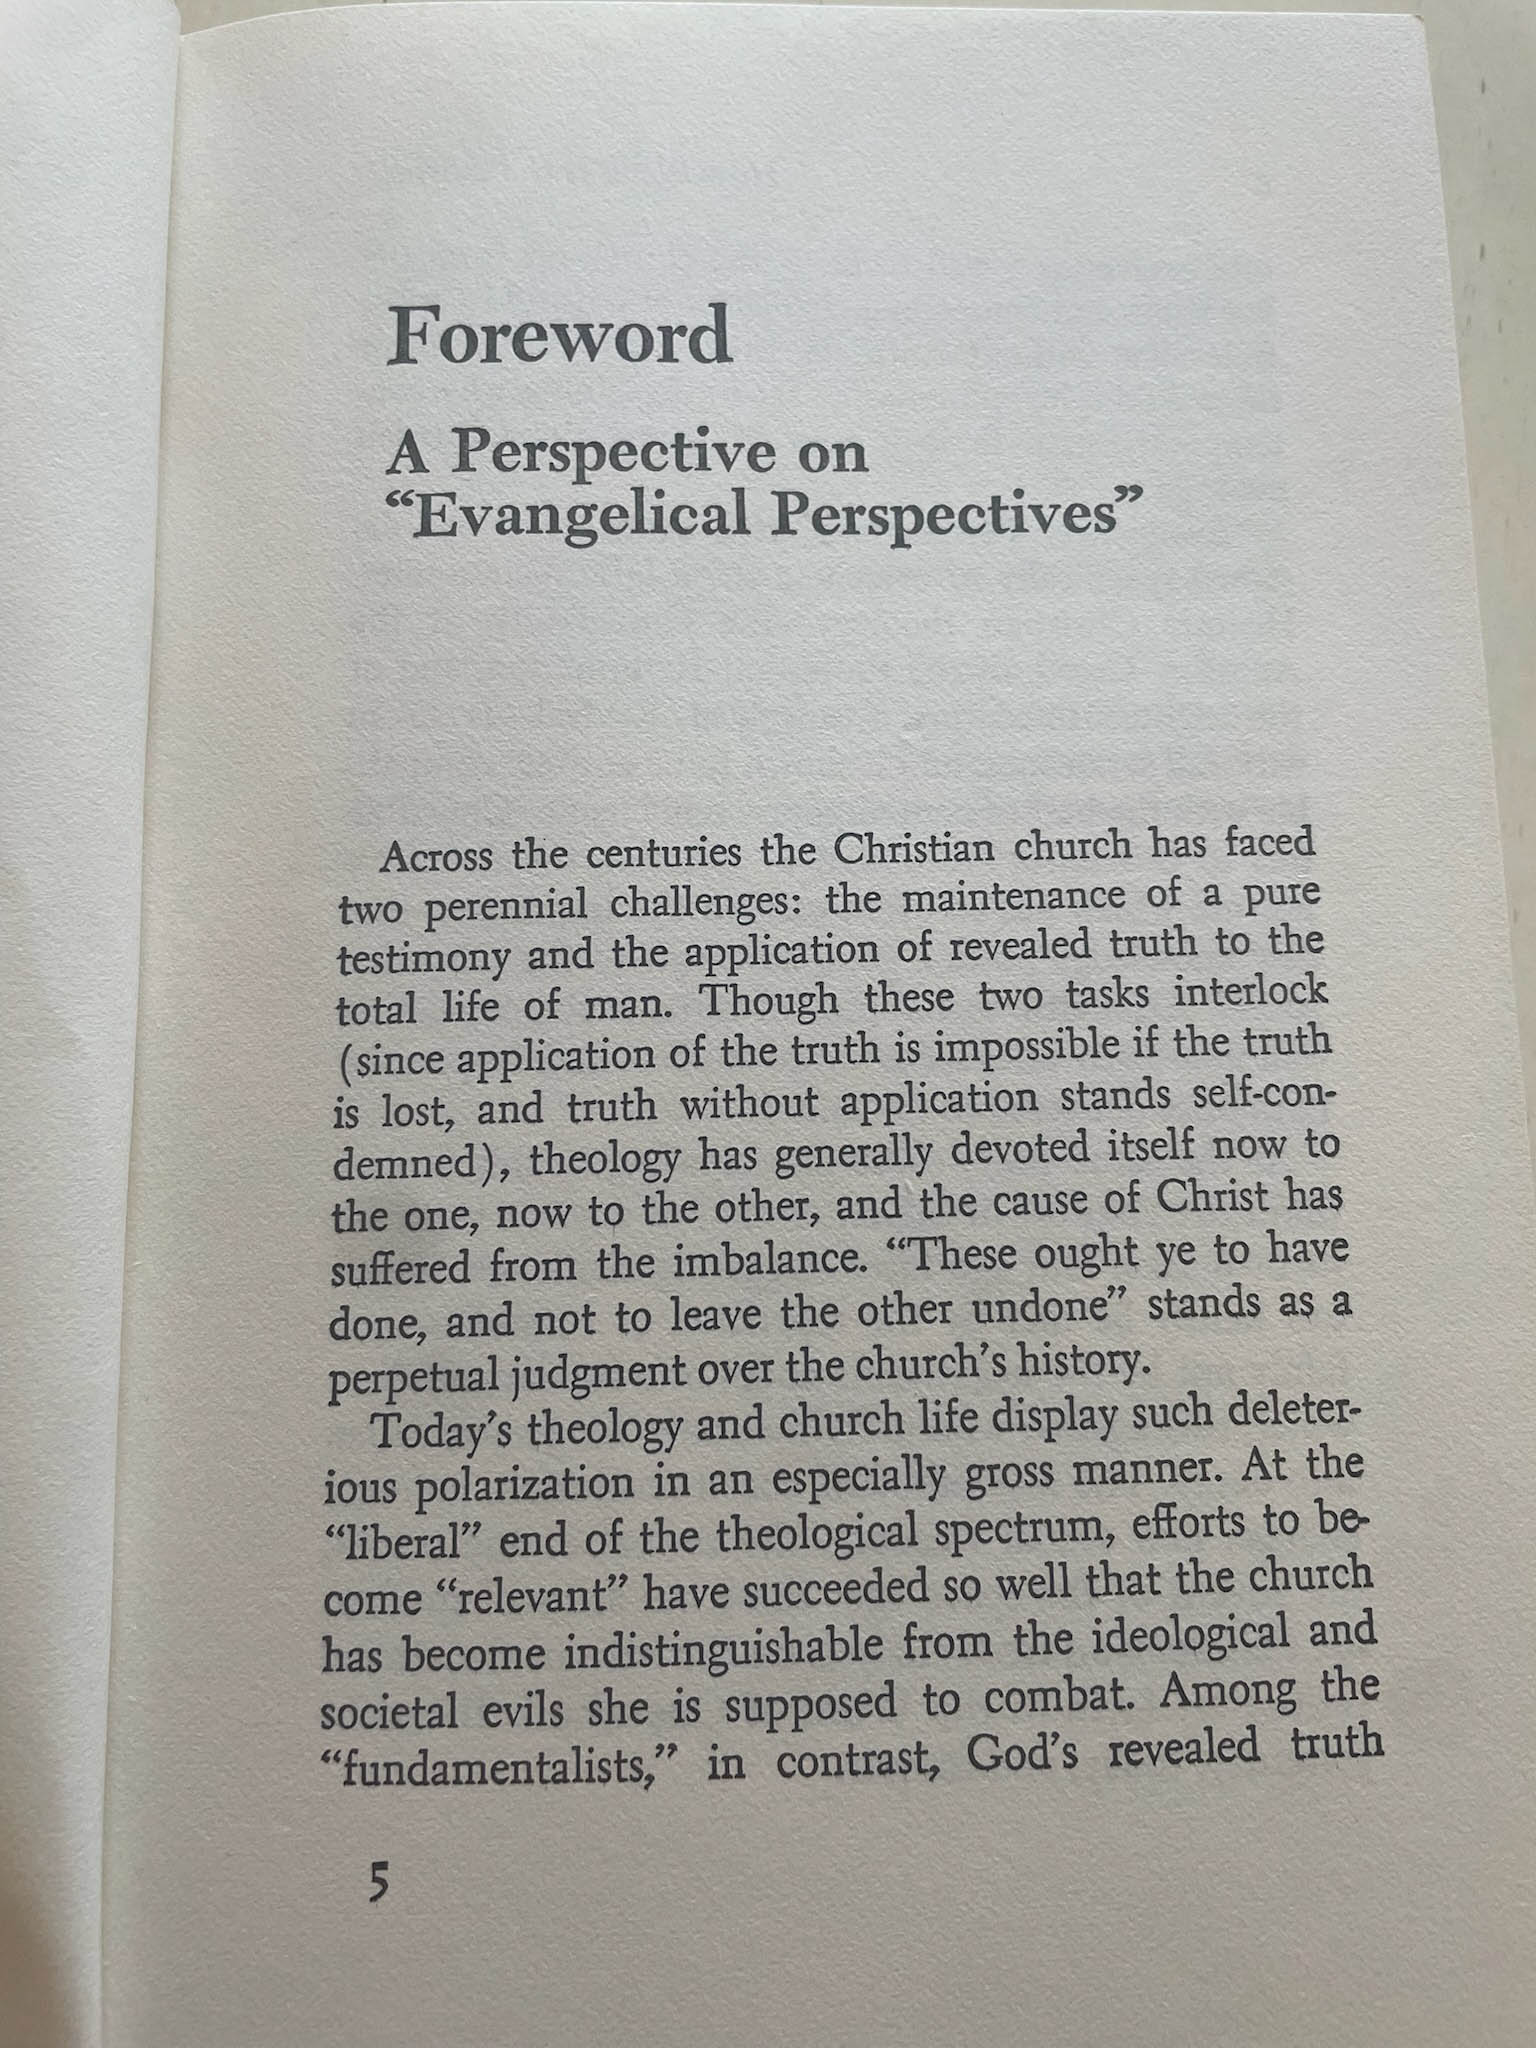 Foreword
A Perspective on
“Evangelical Perspectives”
Across the centuries the Christian church has faced
two perennial challenges: the maintenance of a pure
testimony and the application of revealed truth to the
total life of man. Though these two tasks interlock
(since application of the truth is impossible if the truth
is lost, and truth without application stands self-con-
demned), theology has generally devoted itself now to
the one, now to the other, and the cause of Christ has
suffered from the imbalance. “These ought ye to have
done, and not to leave the other undone” stands as a
perpetual judgment over the church’s history.
Today’s theology and church life display such deleter-
ious polarization in an especially gross manner. At the
“liberal” end of the theological spectrum, efforts to be-
come “relevant” have succeeded so well that the church
has become indistinguishable from the ideological and
societal evils she is supposed to combat. Among the
“fundamentalists,” in contrast, God’s revealed truth
5